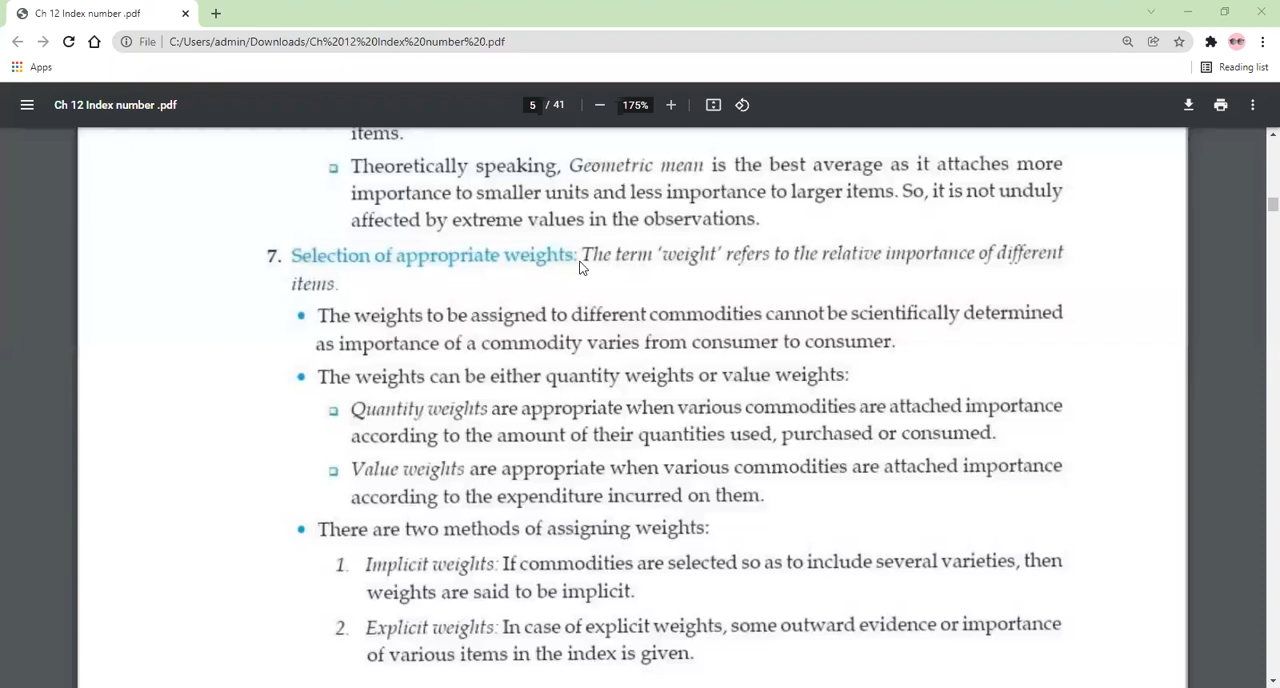 Ch 12 Index number .pdf
File
C:/Users/admin/Downloads/Ch%2012%20Index%20number%20.pdf
Apps
Reading list
Ch 12 Index number .pdf
5 / 41
175%
items.
Theoretically speaking, Geometric mean is the best average as it attaches more
importance to smaller units and less importance to larger items. So, it is not unduly
affected by extreme values in the observations.
7. Selection of appropriate weights: The term 'weight' refers to the relative importance of different
items.
• The weights to be assigned to different commodities cannot be scientifically determined
as importance of a commodity varies from consumer to consumer.
• The weights can be either quantity weights or value weights:
Quantity weights are appropriate when various commodities are attached importance
according to the amount of their quantities used, purchased or consumed.
Value weights are appropriate when various commodities are attached importance
according to the expenditure incurred on them.
• There are two methods of assigning weights:
1. Implicit weights: If commodities are selected so as to include several varieties, then
weights are said to be implicit.
2. Explicit weights: In case of explicit weights, some outward evidence or importance
of various items in the index is given.